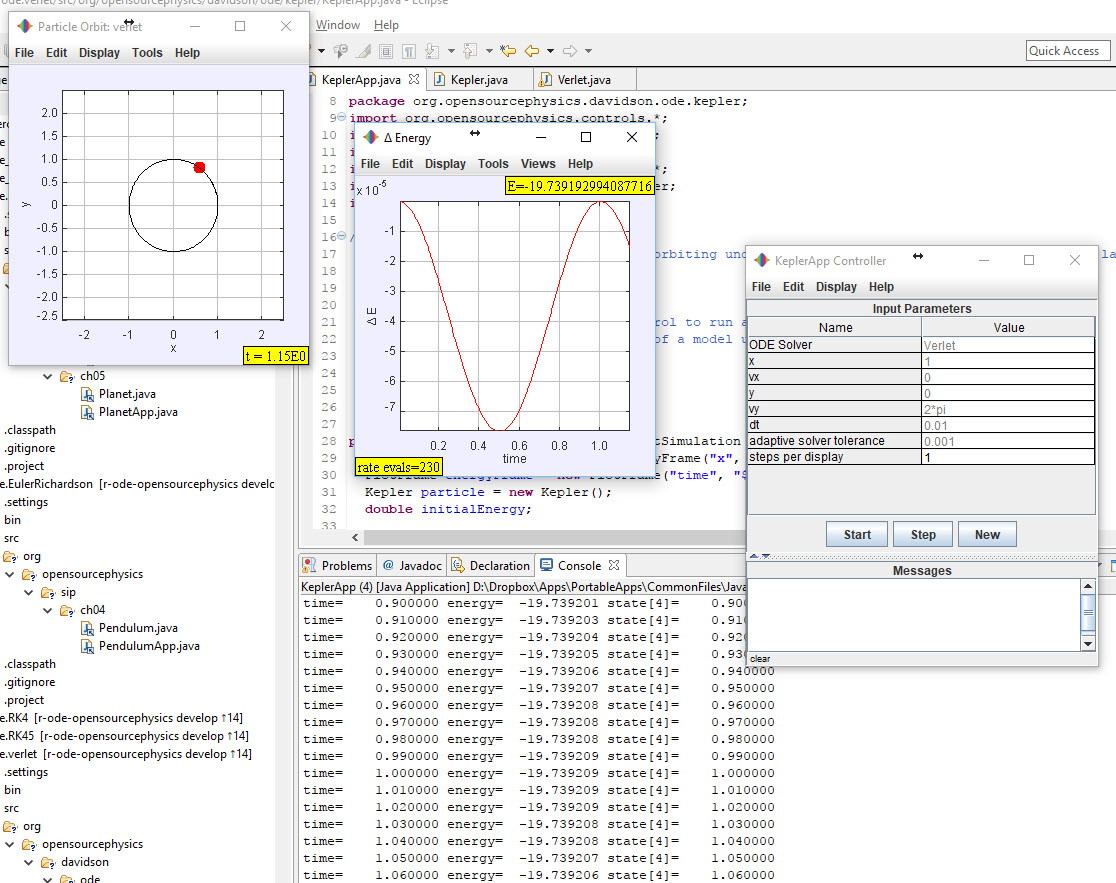 ode.verlet/src/org/opensourcephysics/davidson/ode/kepler/KeplerApp.java - Eclipse
Window Help
Quick Access
KeplerApp.java
Kepler.java
Verlet.java
Particle Orbit: verlet
File Edit Display Tools Help
2.0
1.5
1.0
0.5
0
-0.5
-1.0
-1.5
-2.0
-2.5
y
-2 -1 0 1 2
x
t = 1.15E0
8 package org.opensourcephysics.davidson.ode.kepler;
9 import org.opensourcephysics.controls.*;
10
11
12
13
14
15
16
17 orbiting und
18
19
20
21 rol to run a
22 of a model u
23
24
25
26
27
28
29
30
31 Kepler particle = new Kepler();
32 double initialEnergy;
33
Δ Energy
File Edit Display Tools Views Help
x 10^-5
E=-19.739192994087716
-1
-2
-3
-4
-5
-6
-7
ΔE
0.2 0.4 0.6 0.8 1.0
time
rate evals=230
KeplerApp Controller
File Edit Display Help
Input Parameters
Name Value
ODE Solver Verlet
x 1
vx 0
y 0
vy 2*pi
dt 0.01
adaptive solver tolerance 0.001
steps per display 1
Start Step New
Messages
clear
ch05
Planet.java
PlanetApp.java
.classpath
.gitignore
.project
e.EulerRichardson [r-ode-opensourcephysics develc
.settings
bin
src
org
opensourcephysics
sip
ch04
Pendulum.java
PendulumApp.java
.classpath
.gitignore
.project
e.RK4 [r-ode-opensourcephysics develop ↑14]
e.RK45 [r-ode-opensourcephysics develop ↑14]
e.verlet [r-ode-opensourcephysics develop ↑14]
.settings
bin
src
org
opensourcephysics
davidson
ode
Problems @ Javadoc Declaration Console
KeplerApp (4) [Java Application] D:\Dropbox\Apps\PortableApps\CommonFiles\Java
time= 0.900000 energy= -19.739201 state[4]= 0.900
time= 0.910000 energy= -19.739203 state[4]= 0.910
time= 0.920000 energy= -19.739204 state[4]= 0.920
time= 0.930000 energy= -19.739205 state[4]= 0.930
time= 0.940000 energy= -19.739206 state[4]= 0.940000
time= 0.950000 energy= -19.739207 state[4]= 0.950000
time= 0.960000 energy= -19.739208 state[4]= 0.960000
time= 0.970000 energy= -19.739208 state[4]= 0.970000
time= 0.980000 energy= -19.739208 state[4]= 0.980000
time= 0.990000 energy= -19.739209 state[4]= 0.990000
time= 1.000000 energy= -19.739209 state[4]= 1.000000
time= 1.010000 energy= -19.739209 state[4]= 1.010000
time= 1.020000 energy= -19.739209 state[4]= 1.020000
time= 1.030000 energy= -19.739208 state[4]= 1.030000
time= 1.040000 energy= -19.739208 state[4]= 1.040000
time= 1.050000 energy= -19.739207 state[4]= 1.050000
time= 1.060000 energy= -19.739206 state[4]= 1.060000